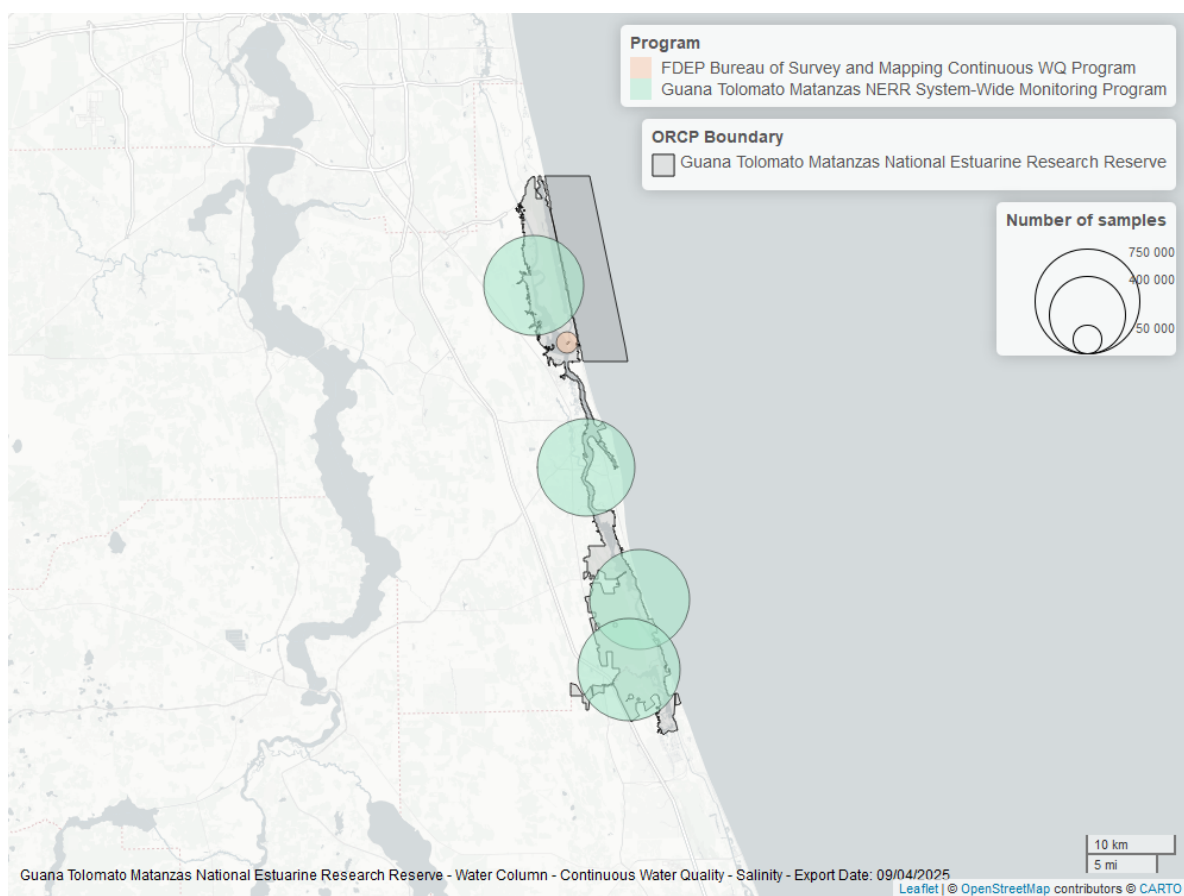 Program
FDEP Bureau of Survey and Mapping Continuous WQ Program
Guana Tolomato Matanzas NERR System-Wide Monitoring Program
ORCP Boundary
Guana Tolomato Matanzas National Estuarine Research Reserve
Number of samples
750 000
400 000
50 000
10 km
5 mi
Guana Tolomato Matanzas National Estuarine Research Reserve - Water Column - Continuous Water Quality - Salinity - Export Date: 09/04/2025
Leaflet | © OpenStreetMap contributors © CARTO